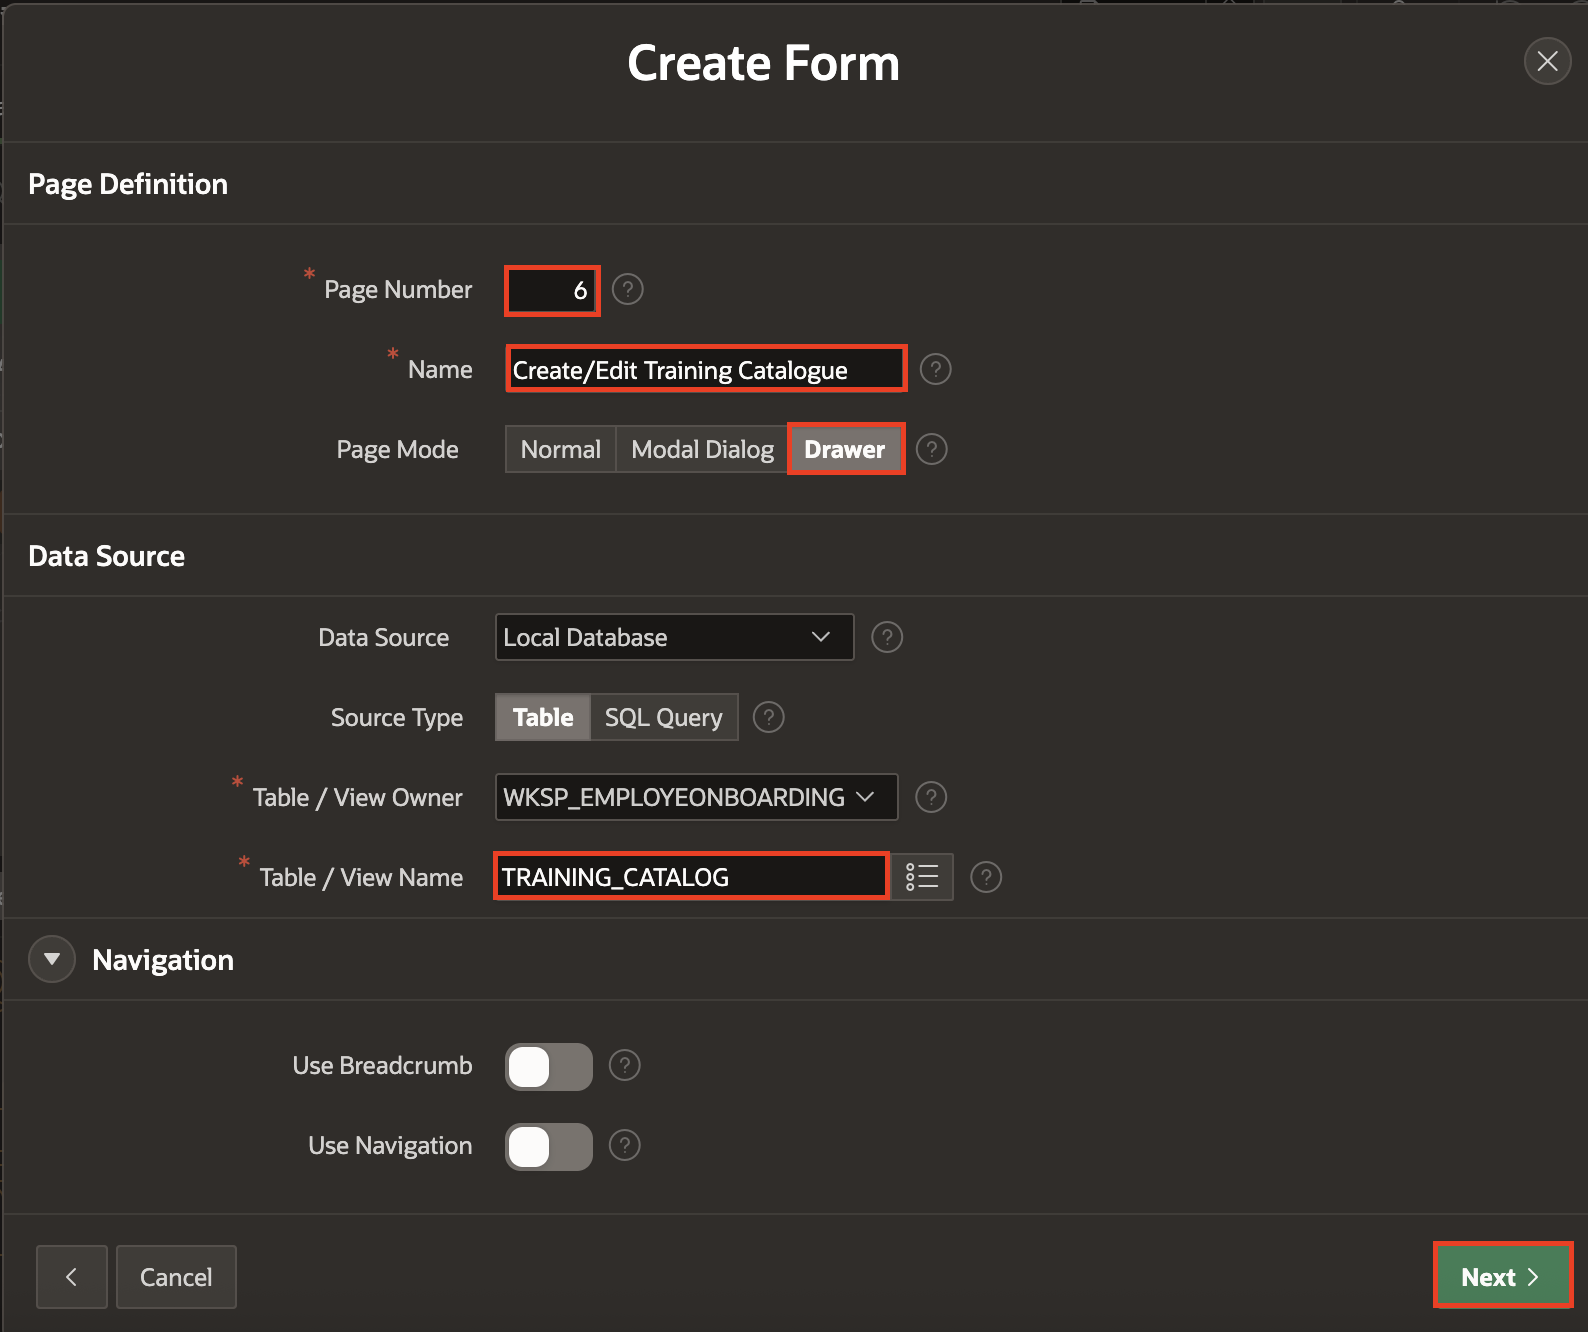 Create Form
Page Definition
* Page Number 6 ?
* Name Create/Edit Training Catalogue ?
Page Mode Normal Modal Dialog Drawer ?
Data Source
Data Source Local Database ?
Source Type Table SQL Query ?
* Table / View Owner WKSP_EMPLOYEONBOARDING ?
* Table / View Name TRAINING_CATALOG ?
Navigation
Use Breadcrumb ?
Use Navigation ?
Cancel Next